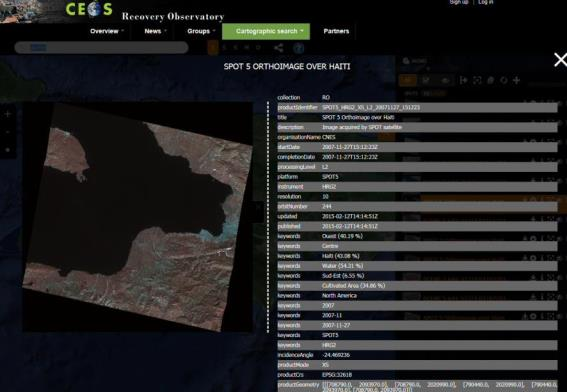 Sign up | Log in
CEOS
Recovery Observatory
Overview
News
Groups
Cartographic search
Partners
SPOT 5 ORTHOIMAGE OVER HAITI
collection RO
productIdentifier SPOT5_HRG2_XS_L2_20071127_151223
title SPOT 5 Orthoimage over Haiti
description Image acquired by SPOT satellite
organisationName CNES
startDate 2007-11-27T15:12:23Z
completionDate 2007-11-27T15:12:23Z
processingLevel L2
platform SPOT5
instrument HRG2
resolution 10
orbitNumber 244
updated 2015-02-12T14:14:51Z
published 2015-02-12T14:14:51Z
keywords Ouest (40.19 %)
keywords Centre
keywords Haiti (43.08 %)
keywords Water (54.31 %)
keywords Sud-Est (6.55 %)
keywords Cultivated Area (34.86 %)
keywords North America
keywords 2007
keywords 2007-11
keywords 2007-11-27
keywords SPOT5
keywords HRG2
incidenceAngle -24.469236
productMode XS
productCrs EPSG:32618
productGeometry [[[708790.0, 2093970.0], [708790.0, 2020990.0], [790440.0, 2020990.0], [790440.0,
2093970.0], [708790.0, 2093970.0]]]